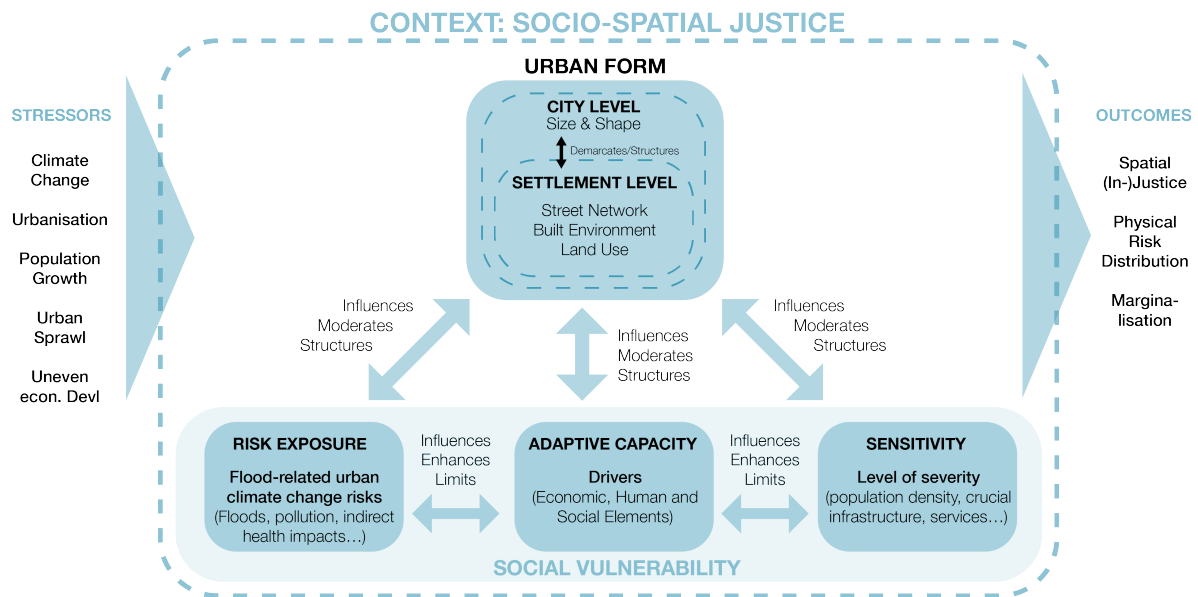 CONTEXT: SOCIO-SPATIAL JUSTICE
STRESSORS
Climate
Change
Urbanisation
Population
Growth
Urban
Sprawl
Uneven
econ. Devl
URBAN FORM
CITY LEVEL
Size & Shape
Demarcates/Structures
SETTLEMENT LEVEL
Street Network
Built Environment
Land Use
Influences
Moderates
Structures
Influences
Moderates
Structures
Influences
Moderates
Structures
RISK EXPOSURE
Flood-related urban
climate change risks
(Floods, pollution, indirect
health impacts…)
Influences
Enhances
Limits
ADAPTIVE CAPACITY
Drivers
(Economic, Human and
Social Elements)
Influences
Enhances
Limits
SENSITIVITY
Level of severity
(population density, crucial
infrastructure, services…)
SOCIAL VULNERABILITY
OUTCOMES
Spatial
(In-)Justice
Physical
Risk
Distribution
Margina-
lisation